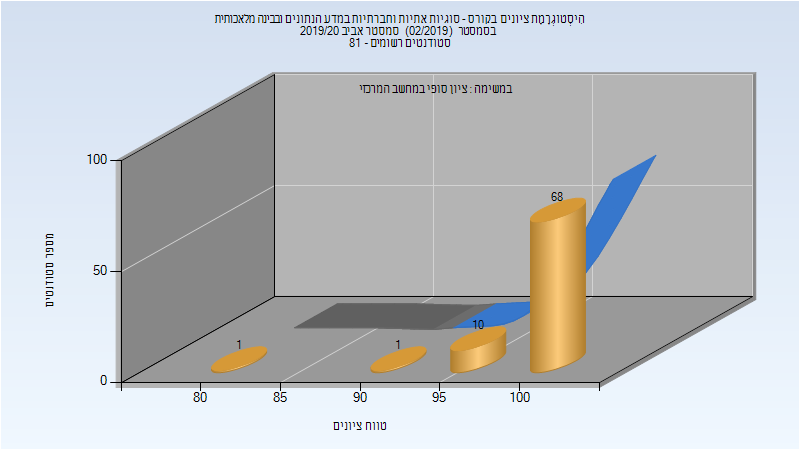 הִיסְטוֹגְרָמַת ציונים בקורס - סוגיות אתיות וחברתיות במדע הנתונים ובבינה מלאכותית
בסמסטר (02/2019) סמסטר אביב 2019/20
סטודנטים רשומים - 81
במשימה : ציון סופי במחשב המרכזי
מספר סטודנטים
100
50
0
1
1
10
68
80
85
90
95
100
טווח ציונים